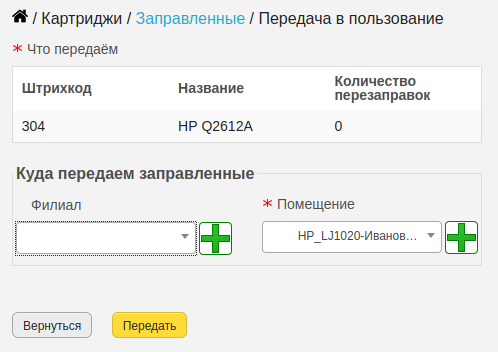 / Картриджи / Заправленные / Передача в пользование
* Что передаём
Штрихкод Название Количество перезаправок
304 HP Q2612A 0
Куда передаем заправленные
Филиал * Помещение
HP_LJ1020-Иванов...
Вернуться Передать